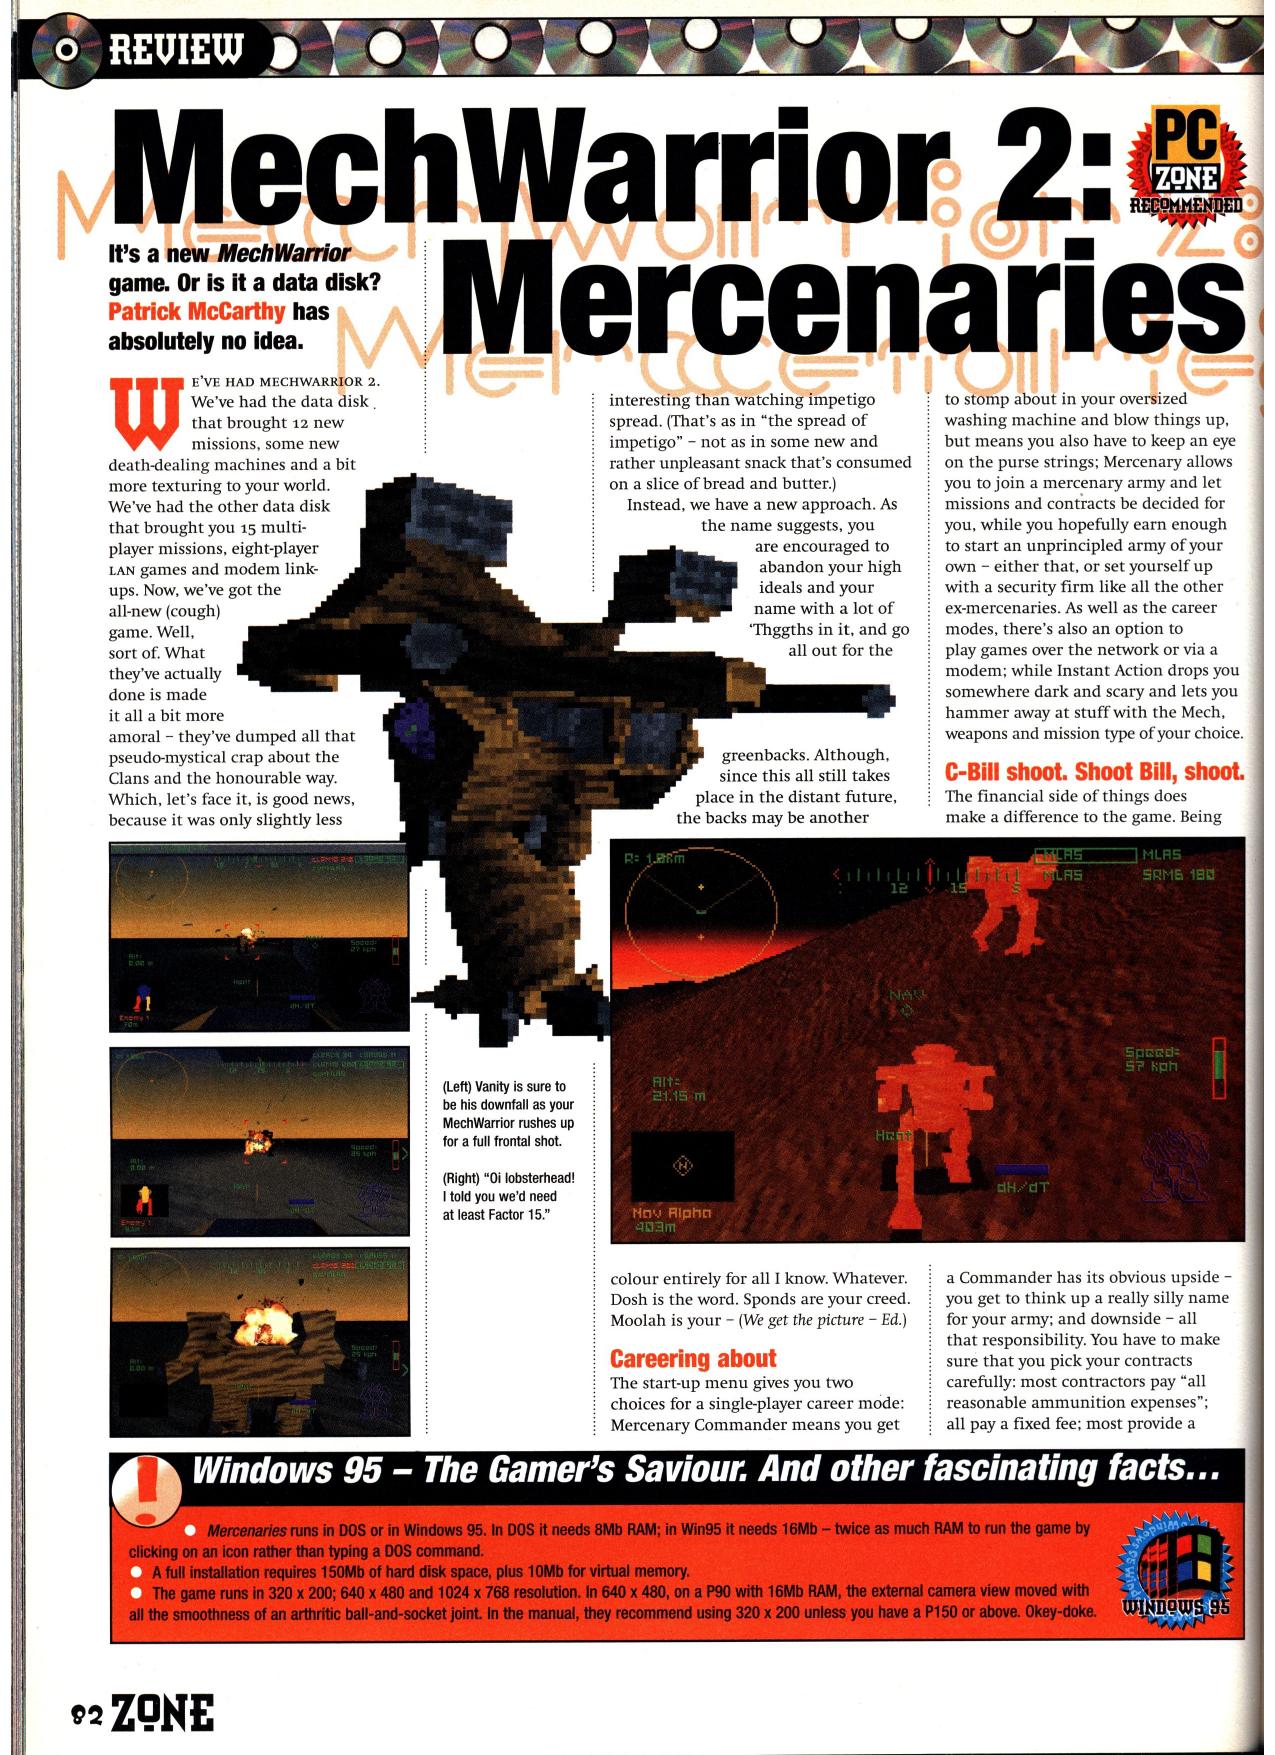 REVIEW
MechWarrior 2:
Mercenaries
PC
ZONE
RECOMMENDED
It's a new MechWarrior
game. Or is it a data disk?
Patrick McCarthy has
absolutely no idea.
WE'VE HAD MECHWARRIOR 2.
We've had the data disk
that brought 12 new
missions, some new
death-dealing machines and a bit
more texturing to your world.
We've had the other data disk
that brought you 15 multi-
player missions, eight-player
LAN games and modem link-
ups. Now, we've got the
all-new (cough)
game. Well,
sort of. What
they've actually
done is made
it all a bit more
amoral – they've dumped all that
pseudo-mystical crap about the
Clans and the honourable way.
Which, let's face it, is good news,
because it was only slightly less
interesting than watching impetigo
spread. (That's as in “the spread of
impetigo” – not as in some new and
rather unpleasant snack that's consumed
on a slice of bread and butter.)
Instead, we have a new approach. As
the name suggests, you
are encouraged to
abandon your high
ideals and your
name with a lot of
'Thggths in it, and go
all out for the
greenbacks. Although,
since this all still takes
place in the distant future,
the backs may be another
colour entirely for all I know. Whatever.
Dosh is the word. Sponds are your creed.
Moolah is your – (We get the picture – Ed.)
Careering about
The start-up menu gives you two
choices for a single-player career mode:
Mercenary Commander means you get
to stomp about in your oversized
washing machine and blow things up,
but means you also have to keep an eye
on the purse strings; Mercenary allows
you to join a mercenary army and let
missions and contracts be decided for
you, while you hopefully earn enough
to start an unprincipled army of your
own – either that, or set yourself up
with a security firm like all the other
ex-mercenaries. As well as the career
modes, there's also an option to
play games over the network or via a
modem; while Instant Action drops you
somewhere dark and scary and lets you
hammer away at stuff with the Mech,
weapons and mission type of your choice.
C-Bill shoot. Shoot Bill, shoot.
The financial side of things does
make a difference to the game. Being
a Commander has its obvious upside –
you get to think up a really silly name
for your army; and downside – all
that responsibility. You have to make
sure that you pick your contracts
carefully: most contractors pay “all
reasonable ammunition expenses”;
all pay a fixed fee; most provide a
(Left) Vanity is sure to
be his downfall as your
MechWarrior rushes up
for a full frontal shot.
(Right) “Oi lobsterhead!
I told you we'd need
at least Factor 15.”
MLAS MLAS
MLAS SRM6 180
12 15
NAV
Alt:
21.15 m
Speed:
57 kph
Heat
dH/dT
Nav Alpha
403m
Windows 95 – The Gamer's Saviour. And other fascinating facts...
● Mercenaries runs in DOS or in Windows 95. In DOS it needs 8Mb RAM; in Win95 it needs 16Mb – twice as much RAM to run the game by
clicking on an icon rather than typing a DOS command.
● A full installation requires 150Mb of hard disk space, plus 10Mb for virtual memory.
● The game runs in 320 x 200; 640 x 480 and 1024 x 768 resolution. In 640 x 480, on a P90 with 16Mb RAM, the external camera view moved with
all the smoothness of an arthritic ball-and-socket joint. In the manual, they recommend using 320 x 200 unless you have a P150 or above. Okey-doke.
WINDOWS 95
82 ZONE